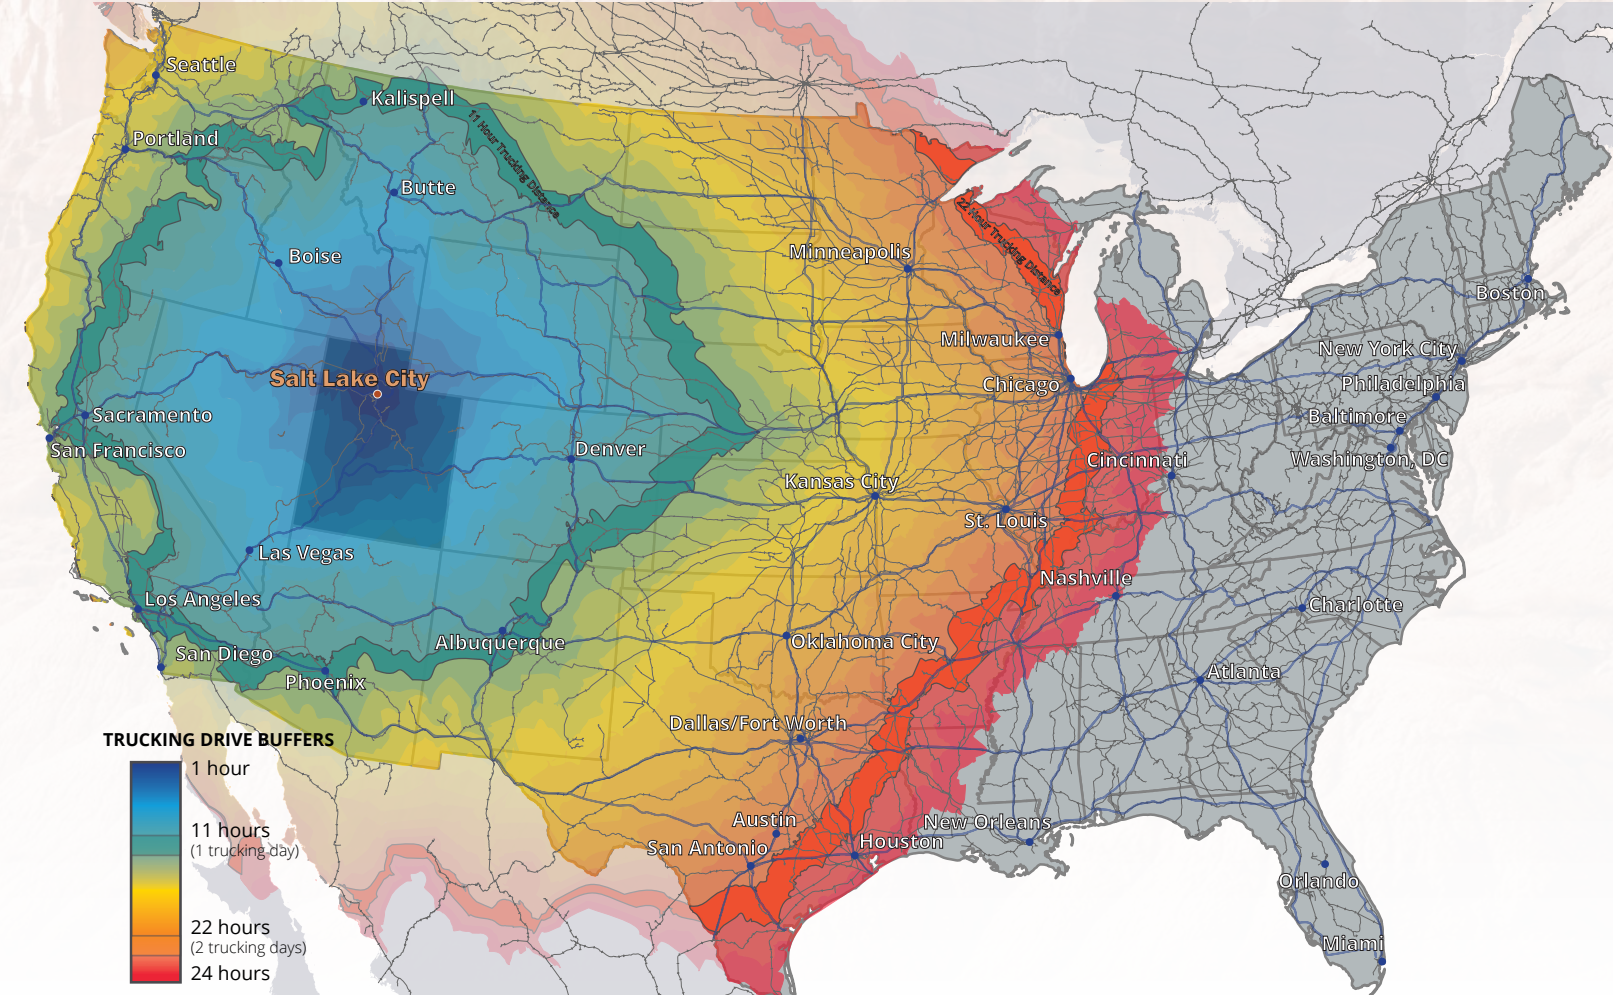 Seattle
Kalispell
11 Hour Trucking Distance
Portland
Butte
22 Hour Trucking Distance
Boise
Minneapolis
Boston
Milwaukee
New York City
Salt Lake City
Chicago
Philadelphia
Sacramento
Baltimore
San Francisco
Denver
Cincinnati
Washington, DC
Kansas City
St. Louis
Las Vegas
Nashville
Los Angeles
Charlotte
Albuquerque
Oklahoma City
San Diego
Phoenix
Atlanta
Dallas/Fort Worth
Austin
New Orleans
San Antonio
Houston
Orlando
Miami
TRUCKING DRIVE BUFFERS
1 hour
11 hours
(1 trucking day)
22 hours
(2 trucking days)
24 hours